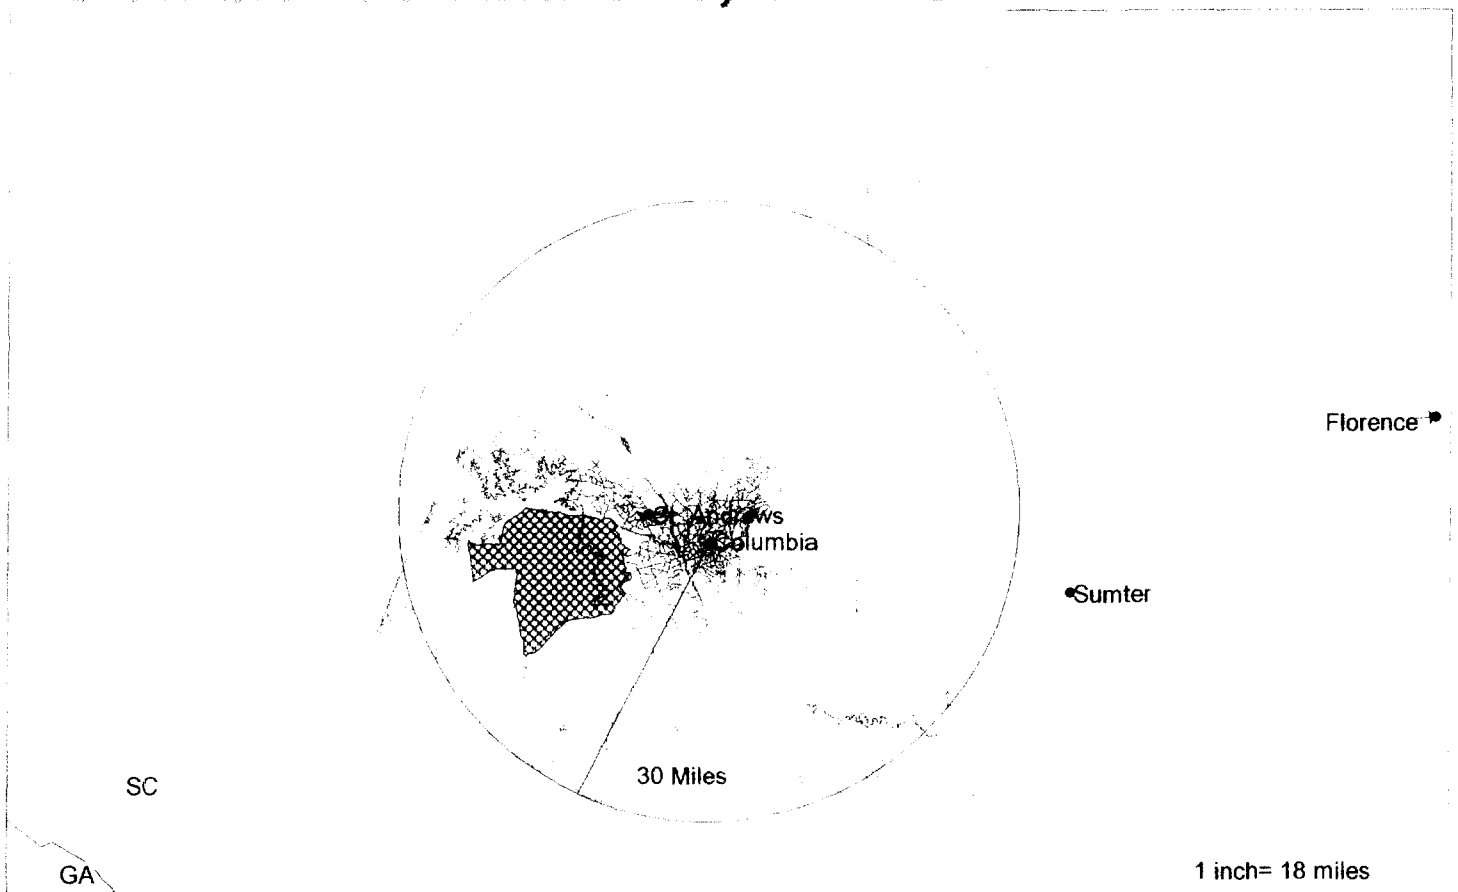 Florence
St. Andrews
Columbia
Sumter
30 Miles
SC
GA
1 inch= 18 miles